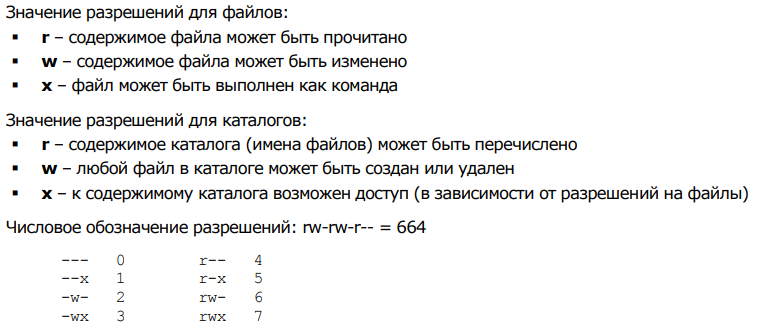 Значение разрешений для файлов:
▪ r – содержимое файла может быть прочитано
▪ w – содержимое файла может быть изменено
▪ x – файл может быть выполнен как команда
Значение разрешений для каталогов:
▪ r – содержимое каталога (имена файлов) может быть перечислено
▪ w – любой файл в каталоге может быть создан или удален
▪ x – к содержимому каталога возможен доступ (в зависимости от разрешений на файлы)
Числовое обозначение разрешений: rw-rw-r-- = 664
--- 0 r-- 4
--x 1 r-x 5
-w- 2 rw- 6
-wx 3 rwx 7